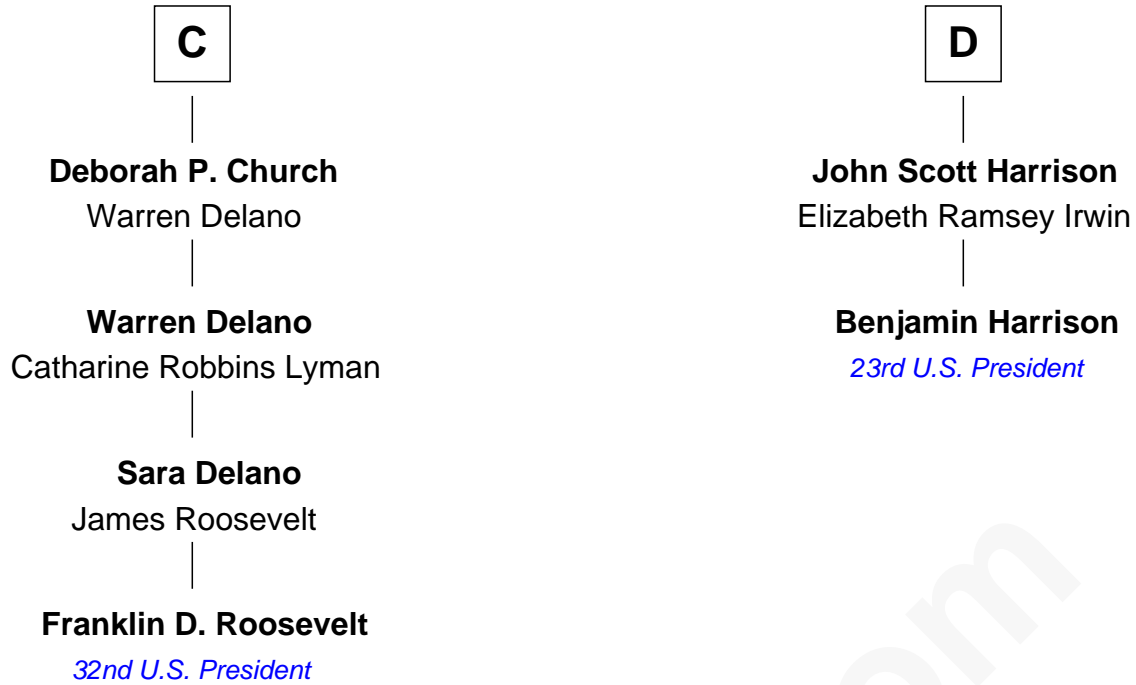 C
Deborah P. Church
Warren Delano
Warren Delano
Catharine Robbins Lyman
Sara Delano
James Roosevelt
Franklin D. Roosevelt
32nd U.S. President
D
John Scott Harrison
Elizabeth Ramsey Irwin
Benjamin Harrison
23rd U.S. President
om